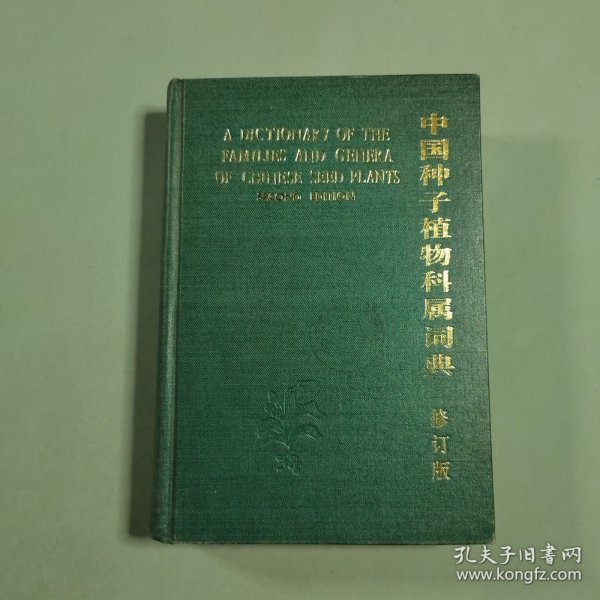 A DICTIONARY OF THE
FAMILIES AND GENERA
OF CHINESE SEED PLANTS
SECOND EDITION
中国种子植物科属词典
修订版
孔夫子旧书网
www.kongfz.com